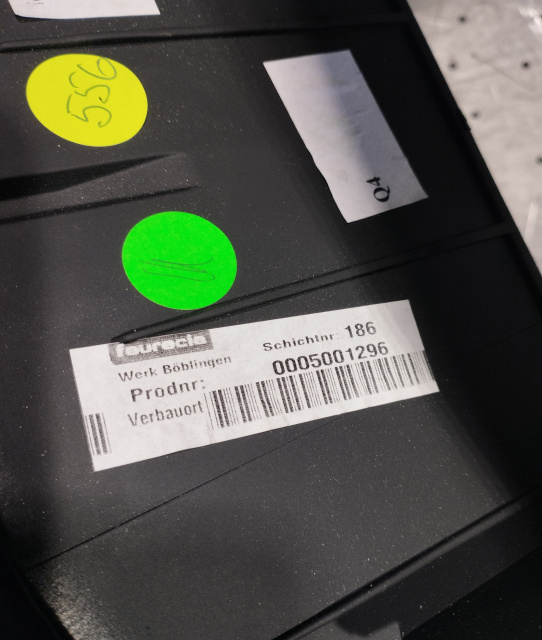 556
Q4
faurecia
Werk Böblingen
Schichtnr: 186
Prodnr: 0005001296
Verbauort